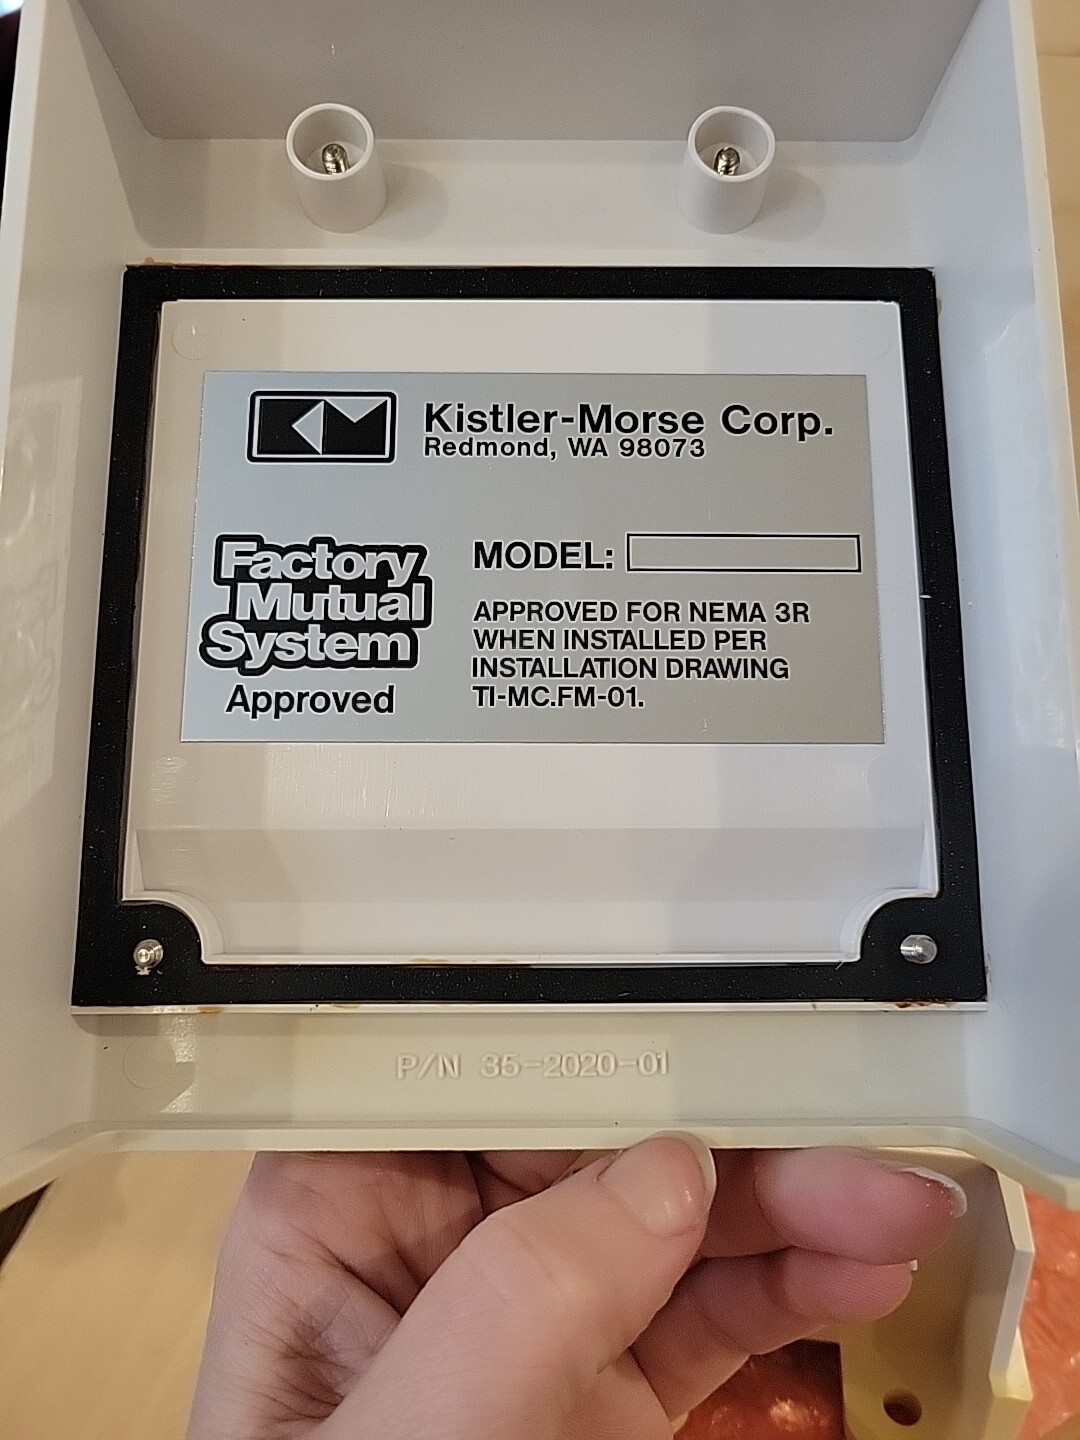 KM
Kistler-Morse Corp.
Redmond, WA 98073
Factory
Mutual
System
Approved
MODEL:
APPROVED FOR NEMA 3R
WHEN INSTALLED PER
INSTALLATION DRAWING
TI-MC.FM-01.
P/N 35-2020-01